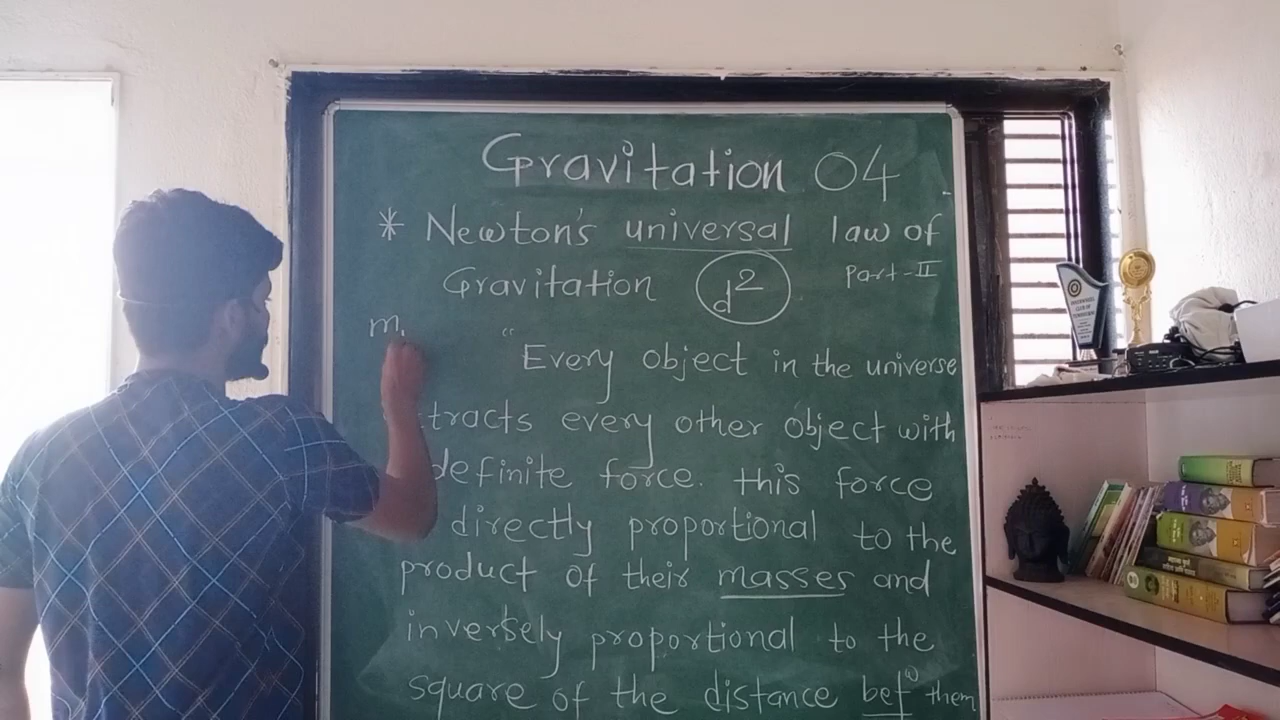 Gravitation 04
* Newton's universal law of
Gravitation d² Part-II
m₁
"Every object in the universe
tracts every other object with
definite force. this force
directly proportional to the
product of their masses and
inversely proportional to the
square of the distance betʷ them